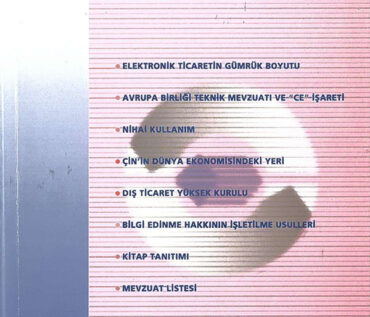 • ELEKTRONİK TİCARETİN GÜMRÜK BOYUTU
• AVRUPA BİRLİĞİ TEKNİK MEVZUATI VE "CE" İŞARETİ
• NİHAİ KULLANIM
• ÇİN'İN DÜNYA EKONOMİSİNDEKİ YERİ
• DIŞ TİCARET YÜKSEK KURULU
• BİLGİ EDİNME HAKKININ İŞLETİLME USULLERİ
• KİTAP TANITIMI
• MEVZUAT LİSTESİ